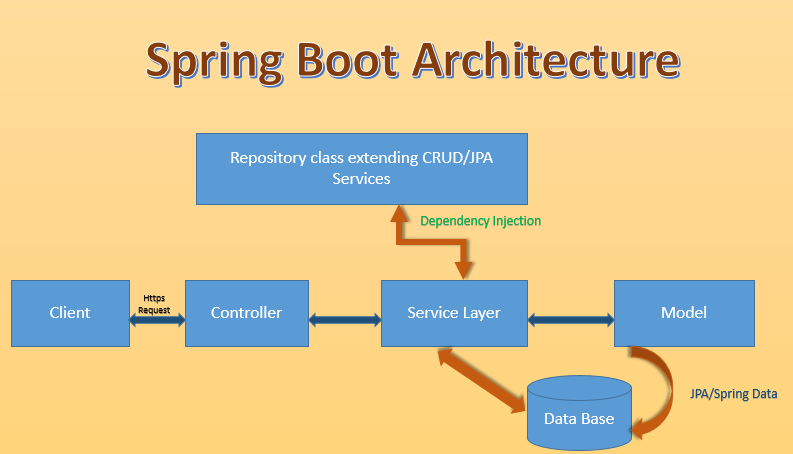 Spring Boot Architecture
Repository class extending CRUD/JPA
Services
Dependency Injection
Https
Request
Client
Controller
Service Layer
Model
JPA/Spring Data
Data Base